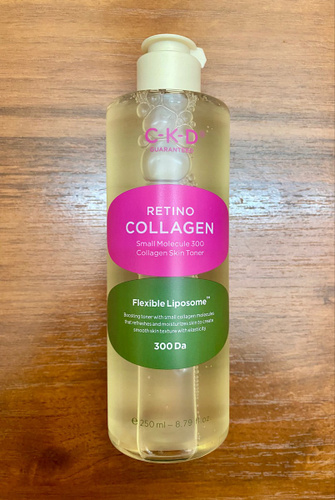 C-K-D
GUARANTEED
RETINO
COLLAGEN
Small Molecule 300
Collagen Skin Toner
Flexible Liposome™
Boosting toner with small collagen molecules
that refreshes and moisturizes skin to create
smooth skin texture with elasticity.
300 Da
℮ 250 ml – 8.79 fl.oz